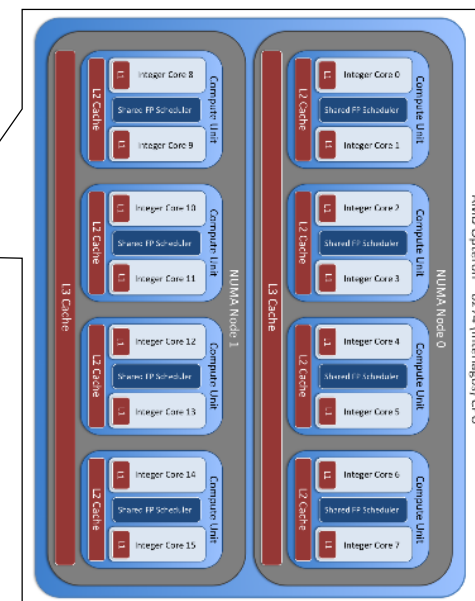 L3 Cache
L2 Cache
L1
Integer Core 8
Shared FP Scheduler
L1
Integer Core 9
Compute Unit
L2 Cache
L1
Integer Core 10
Shared FP Scheduler
L1
Integer Core 11
Compute Unit
L2 Cache
L1
Integer Core 12
Shared FP Scheduler
L1
Integer Core 13
Compute Unit
L2 Cache
L1
Integer Core 14
Shared FP Scheduler
L1
Integer Core 15
Compute Unit
NUMA Node 1
L3 Cache
L2 Cache
L1
Integer Core 0
Shared FP Scheduler
L1
Integer Core 1
Compute Unit
L2 Cache
L1
Integer Core 2
Shared FP Scheduler
L1
Integer Core 3
Compute Unit
L2 Cache
L1
Integer Core 4
Shared FP Scheduler
L1
Integer Core 5
Compute Unit
L2 Cache
L1
Integer Core 6
Shared FP Scheduler
L1
Integer Core 7
Compute Unit
NUMA Node 0